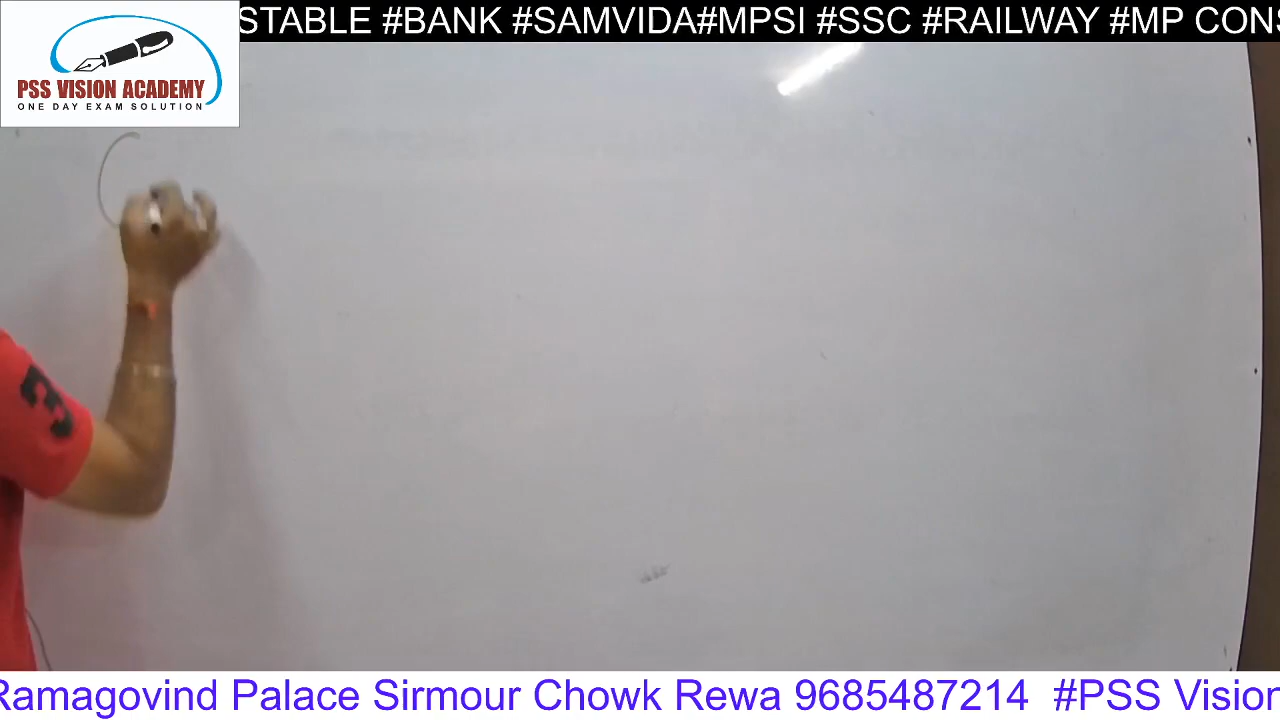 STABLE #BANK #SAMVIDA#MPSI #SSC #RAILWAY #MP CONS
PSS VISION ACADEMY
ONE DAY EXAM SOLUTION
3
Ramagovind Palace Sirmour Chowk Rewa 9685487214 #PSS Vision